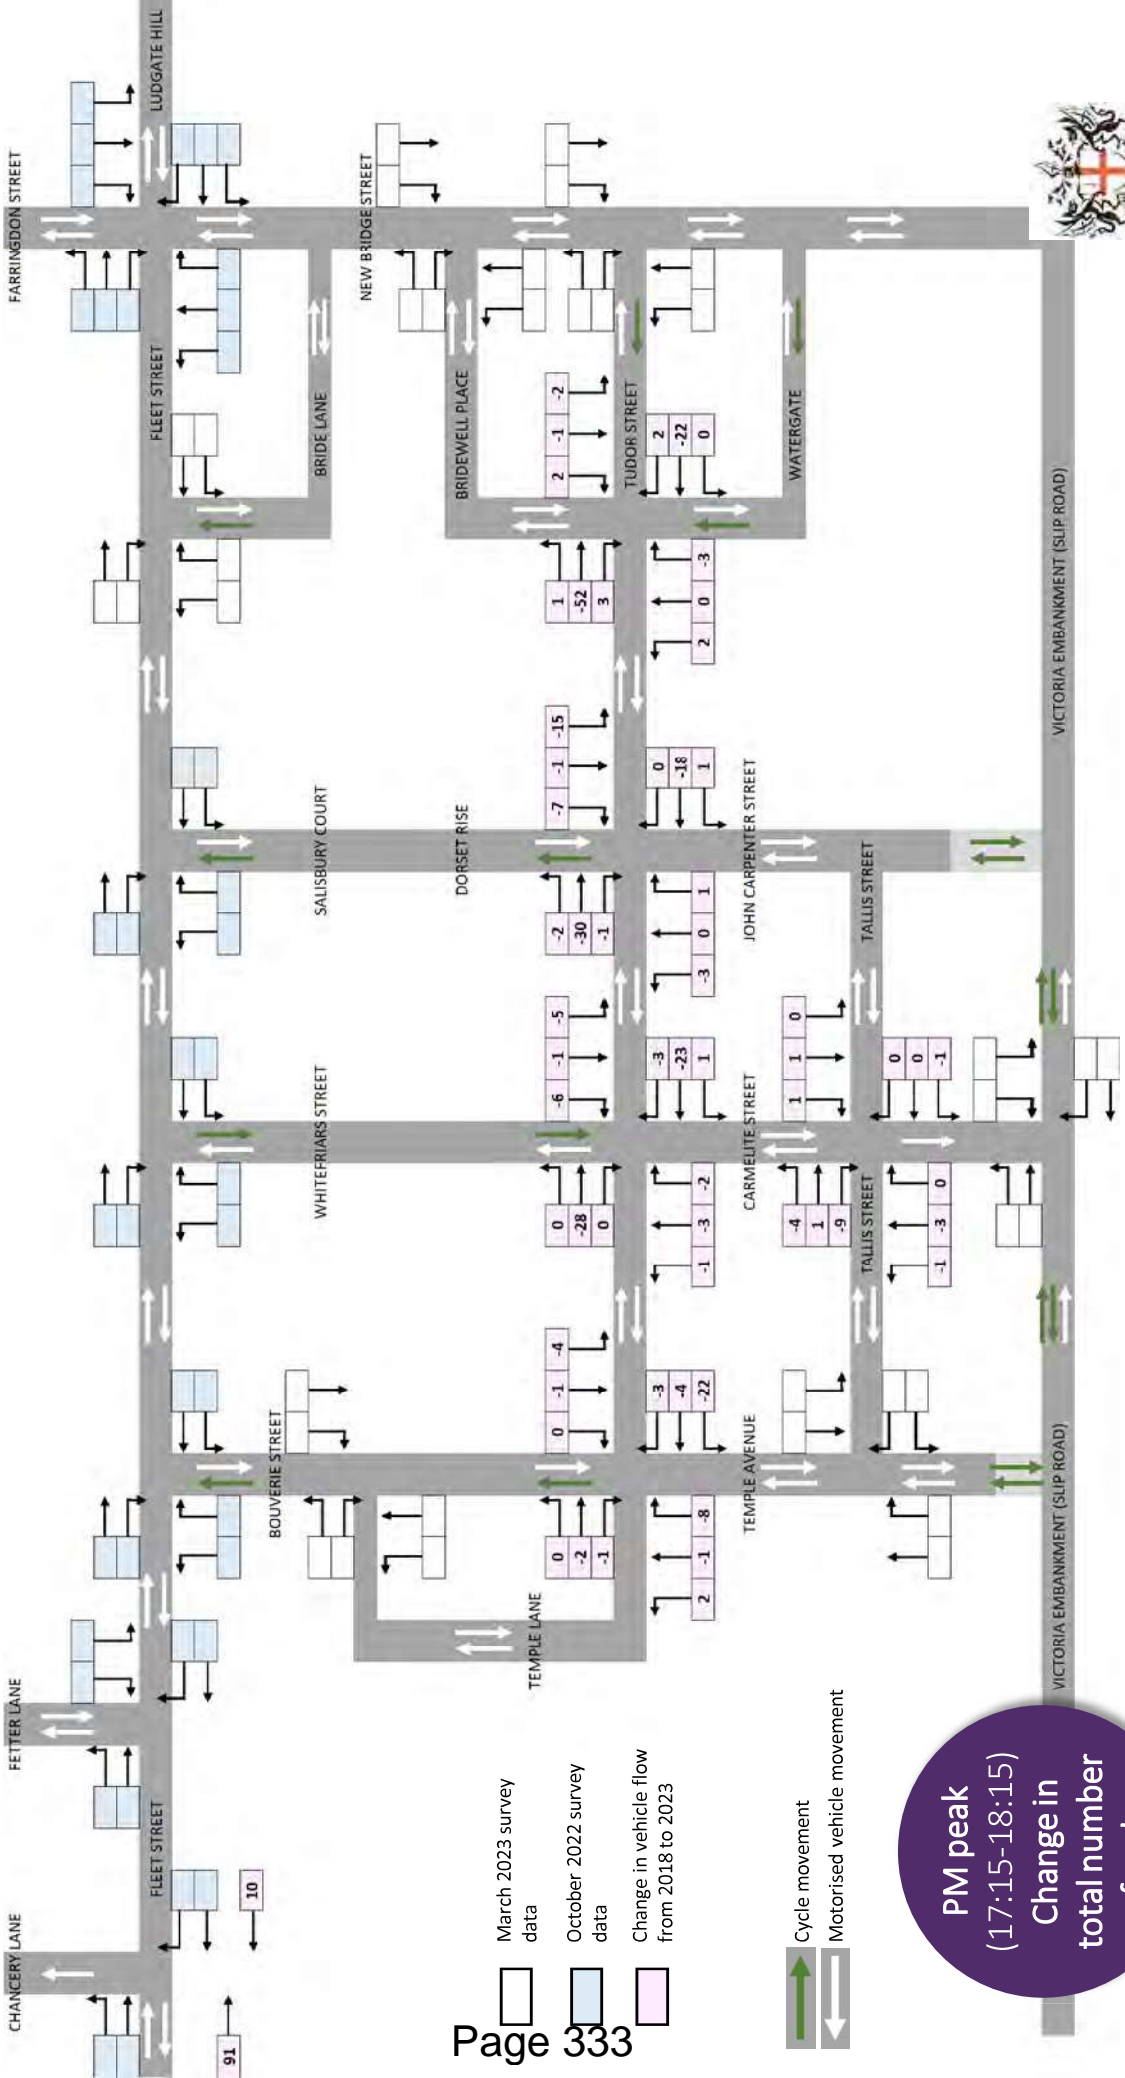 CHANCERY LANE
FETTER LANE
FARRINGDON STREET
FLEET STREET
FLEET STREET
LUDGATE HILL
91
10
BOUVERIE STREET
WHITEFRIARS STREET
SALISBURY COURT
BRIDE LANE
NEW BRIDGE STREET
DORSET RISE
BRIDEWELL PLACE
TEMPLE LANE
0 -1 -4
-6 -1 -5
-7 -1 -15
2 -1 -2
0
-2
-1
0
-28
0
-2
-30
-1
1
-52
3
TUDOR STREET
-3
-4
-22
-3
-23
1
0
-18
1
2
-22
0
2 -1 -8
-1 -3 -2
-3 0 1
2 0 -3
TEMPLE AVENUE
CARMELITE STREET
JOHN CARPENTER STREET
WATERGATE
1 1 0
-4
1
-9
TALLIS STREET
TALLIS STREET
0
0
-1
-1 -3 0
VICTORIA EMBANKMENT (SLIP ROAD)
VICTORIA EMBANKMENT (SLIP ROAD)
March 2023 survey
data
October 2022 survey
data
Change in vehicle flow
from 2018 to 2023
Cycle movement
Motorised vehicle movement
PM peak
(17:15-18:15)
Change in
total number
Page 333